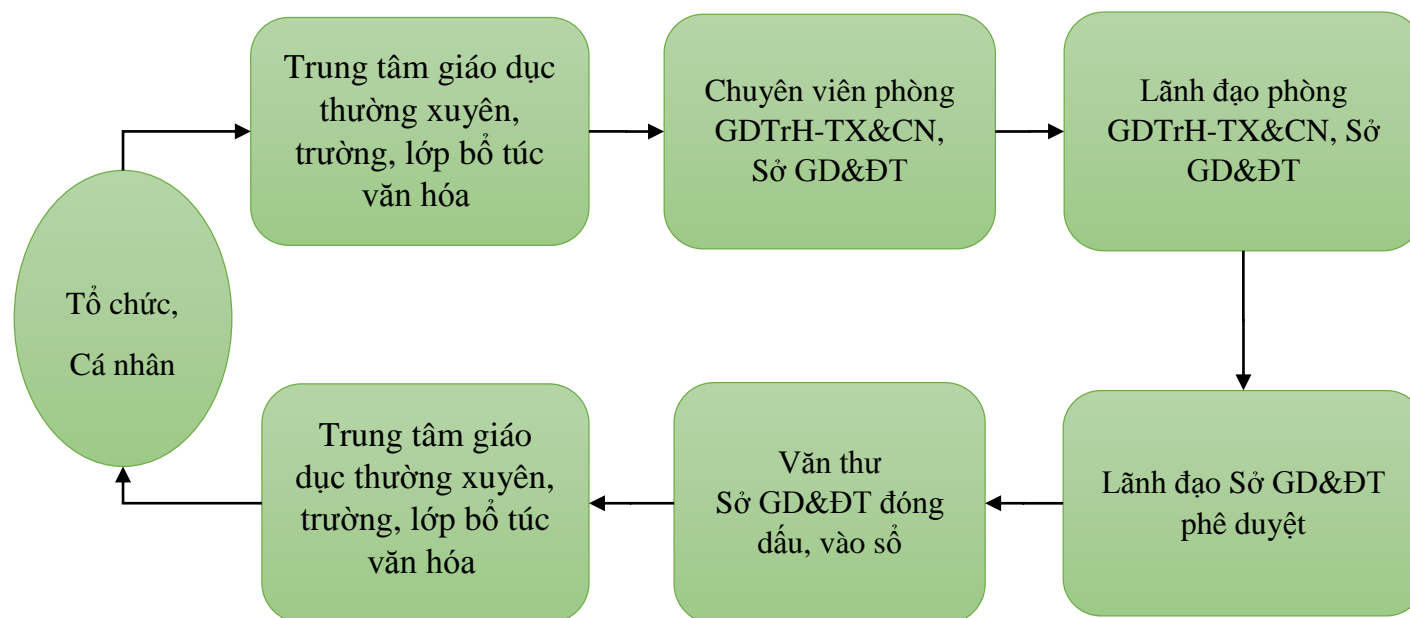 Trung tâm giáo dục
thường xuyên,
trường, lớp bổ túc
văn hóa
Chuyên viên phòng
GDTrH-TX&CN,
Sở GD&ĐT
Lãnh đạo phòng
GDTrH-TX&CN, Sở
GD&ĐT
Tổ chức,
Cá nhân
Trung tâm giáo
dục thường xuyên,
trường, lớp bổ túc
văn hóa
Văn thư
Sở GD&ĐT đóng
dấu, vào sổ
Lãnh đạo Sở GD&ĐT
phê duyệt